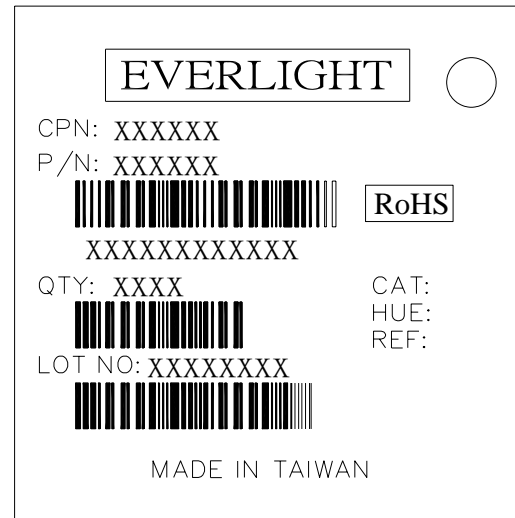 EVERLIGHT
CPN: XXXXXX
P/N: XXXXXX
RoHS
XXXXXXXXXXXX
QTY: XXXX
CAT:
HUE:
REF:
LOT NO: XXXXXXXX
MADE IN TAIWAN